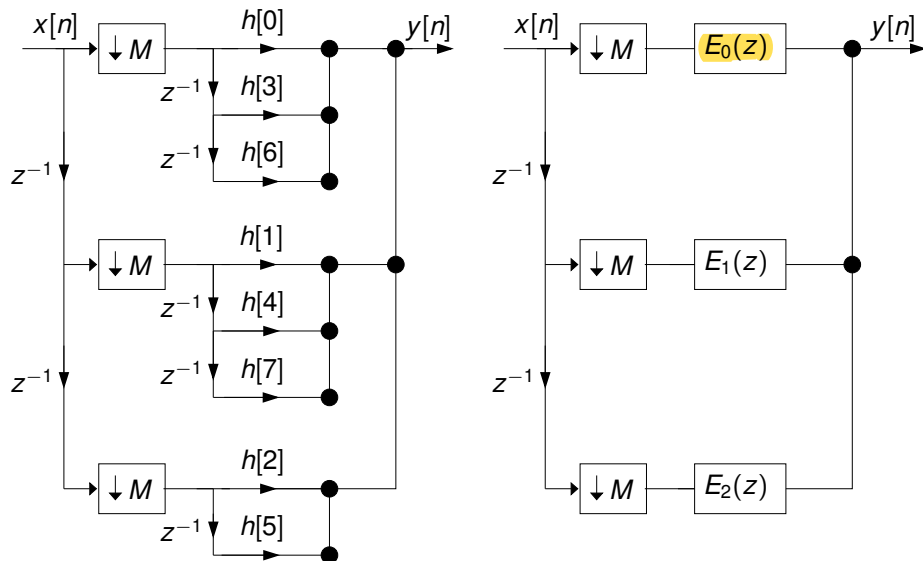 x[n] ↓ M h[0] y[n]
z⁻¹ h[3]
z⁻¹ h[6]
z⁻¹
↓ M h[1]
z⁻¹ h[4]
z⁻¹ h[7]
z⁻¹
↓ M h[2]
z⁻¹ h[5]
x[n] ↓ M E₀(z) y[n]
z⁻¹
↓ M E₁(z)
z⁻¹
↓ M E₂(z)